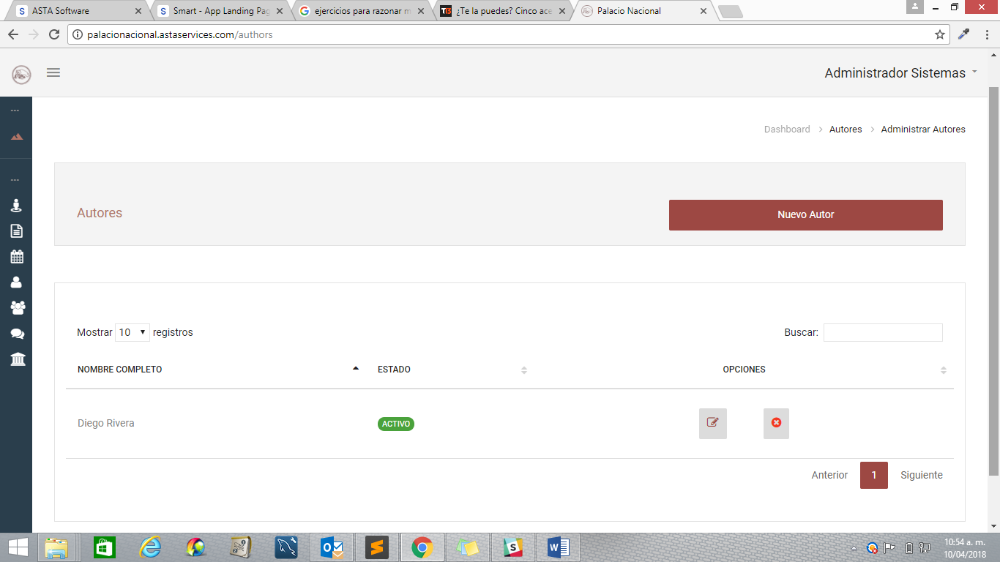 ASTA Software
Smart - App Landing Pag
ejercicios para razonar m
¿Te la puedes? Cinco ace
Palacio Nacional
palacionacional.astaservices.com/authors
Administrador Sistemas
Dashboard > Autores > Administrar Autores
Autores
Nuevo Autor
Mostrar 10 registros
Buscar:
NOMBRE COMPLETO
ESTADO
OPCIONES
Diego Rivera
ACTIVO
Anterior
1
Siguiente
10:54 a. m.
10/04/2018